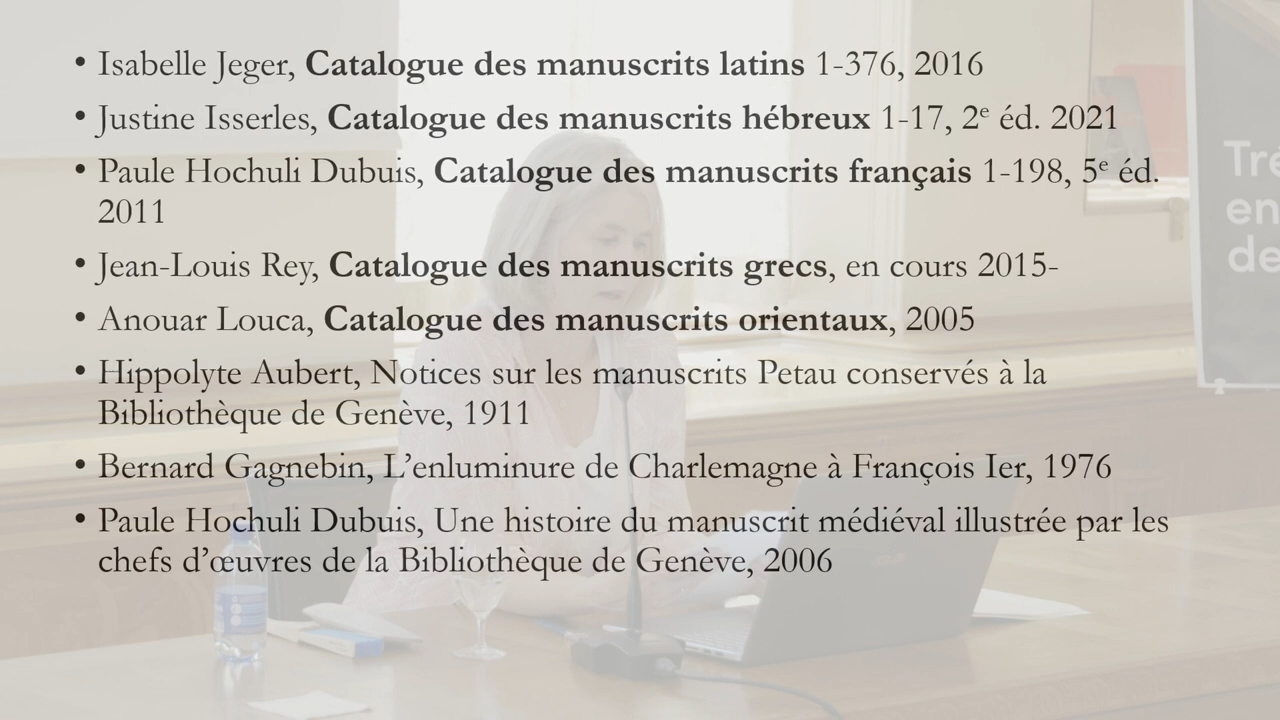 • Isabelle Jeger, Catalogue des manuscrits latins 1-376, 2016
• Justine Isserles, Catalogue des manuscrits hébreux 1-17, 2e éd. 2021
• Paule Hochuli Dubuis, Catalogue des manuscrits français 1-198, 5e éd.
2011
• Jean-Louis Rey, Catalogue des manuscrits grecs, en cours 2015-
• Anouar Louca, Catalogue des manuscrits orientaux, 2005
• Hippolyte Aubert, Notices sur les manuscrits Petau conservés à la
Bibliothèque de Genève, 1911
• Bernard Gagnebin, L’enluminure de Charlemagne à François Ier, 1976
• Paule Hochuli Dubuis, Une histoire du manuscrit médiéval illustrée par les
chefs d’œuvres de la Bibliothèque de Genève, 2006
Tré
en
de